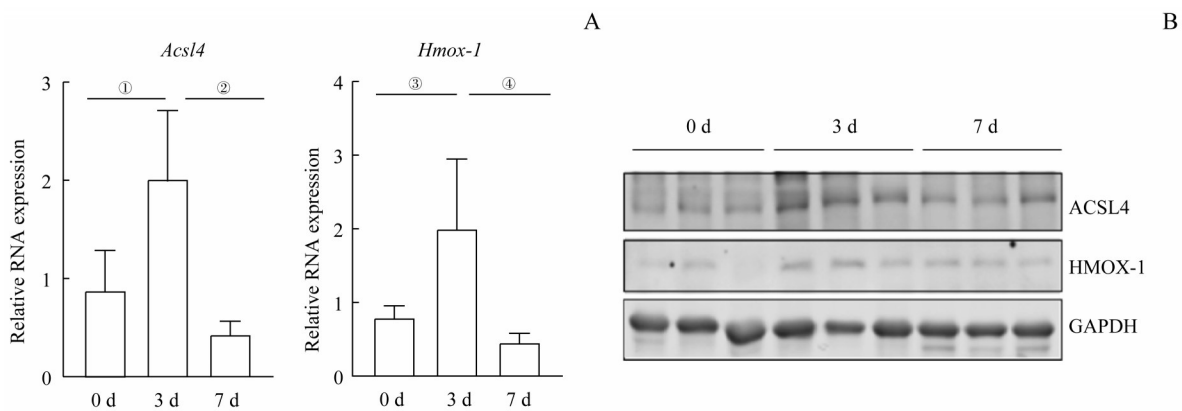 A
B
Acsl4
Relative RNA expression
3
2
1
0
①
②
0 d
3 d
7 d
Hmox-1
Relative RNA expression
4
3
2
1
0
③
④
0 d
3 d
7 d
0 d
3 d
7 d
ACSL4
HMOX-1
GAPDH